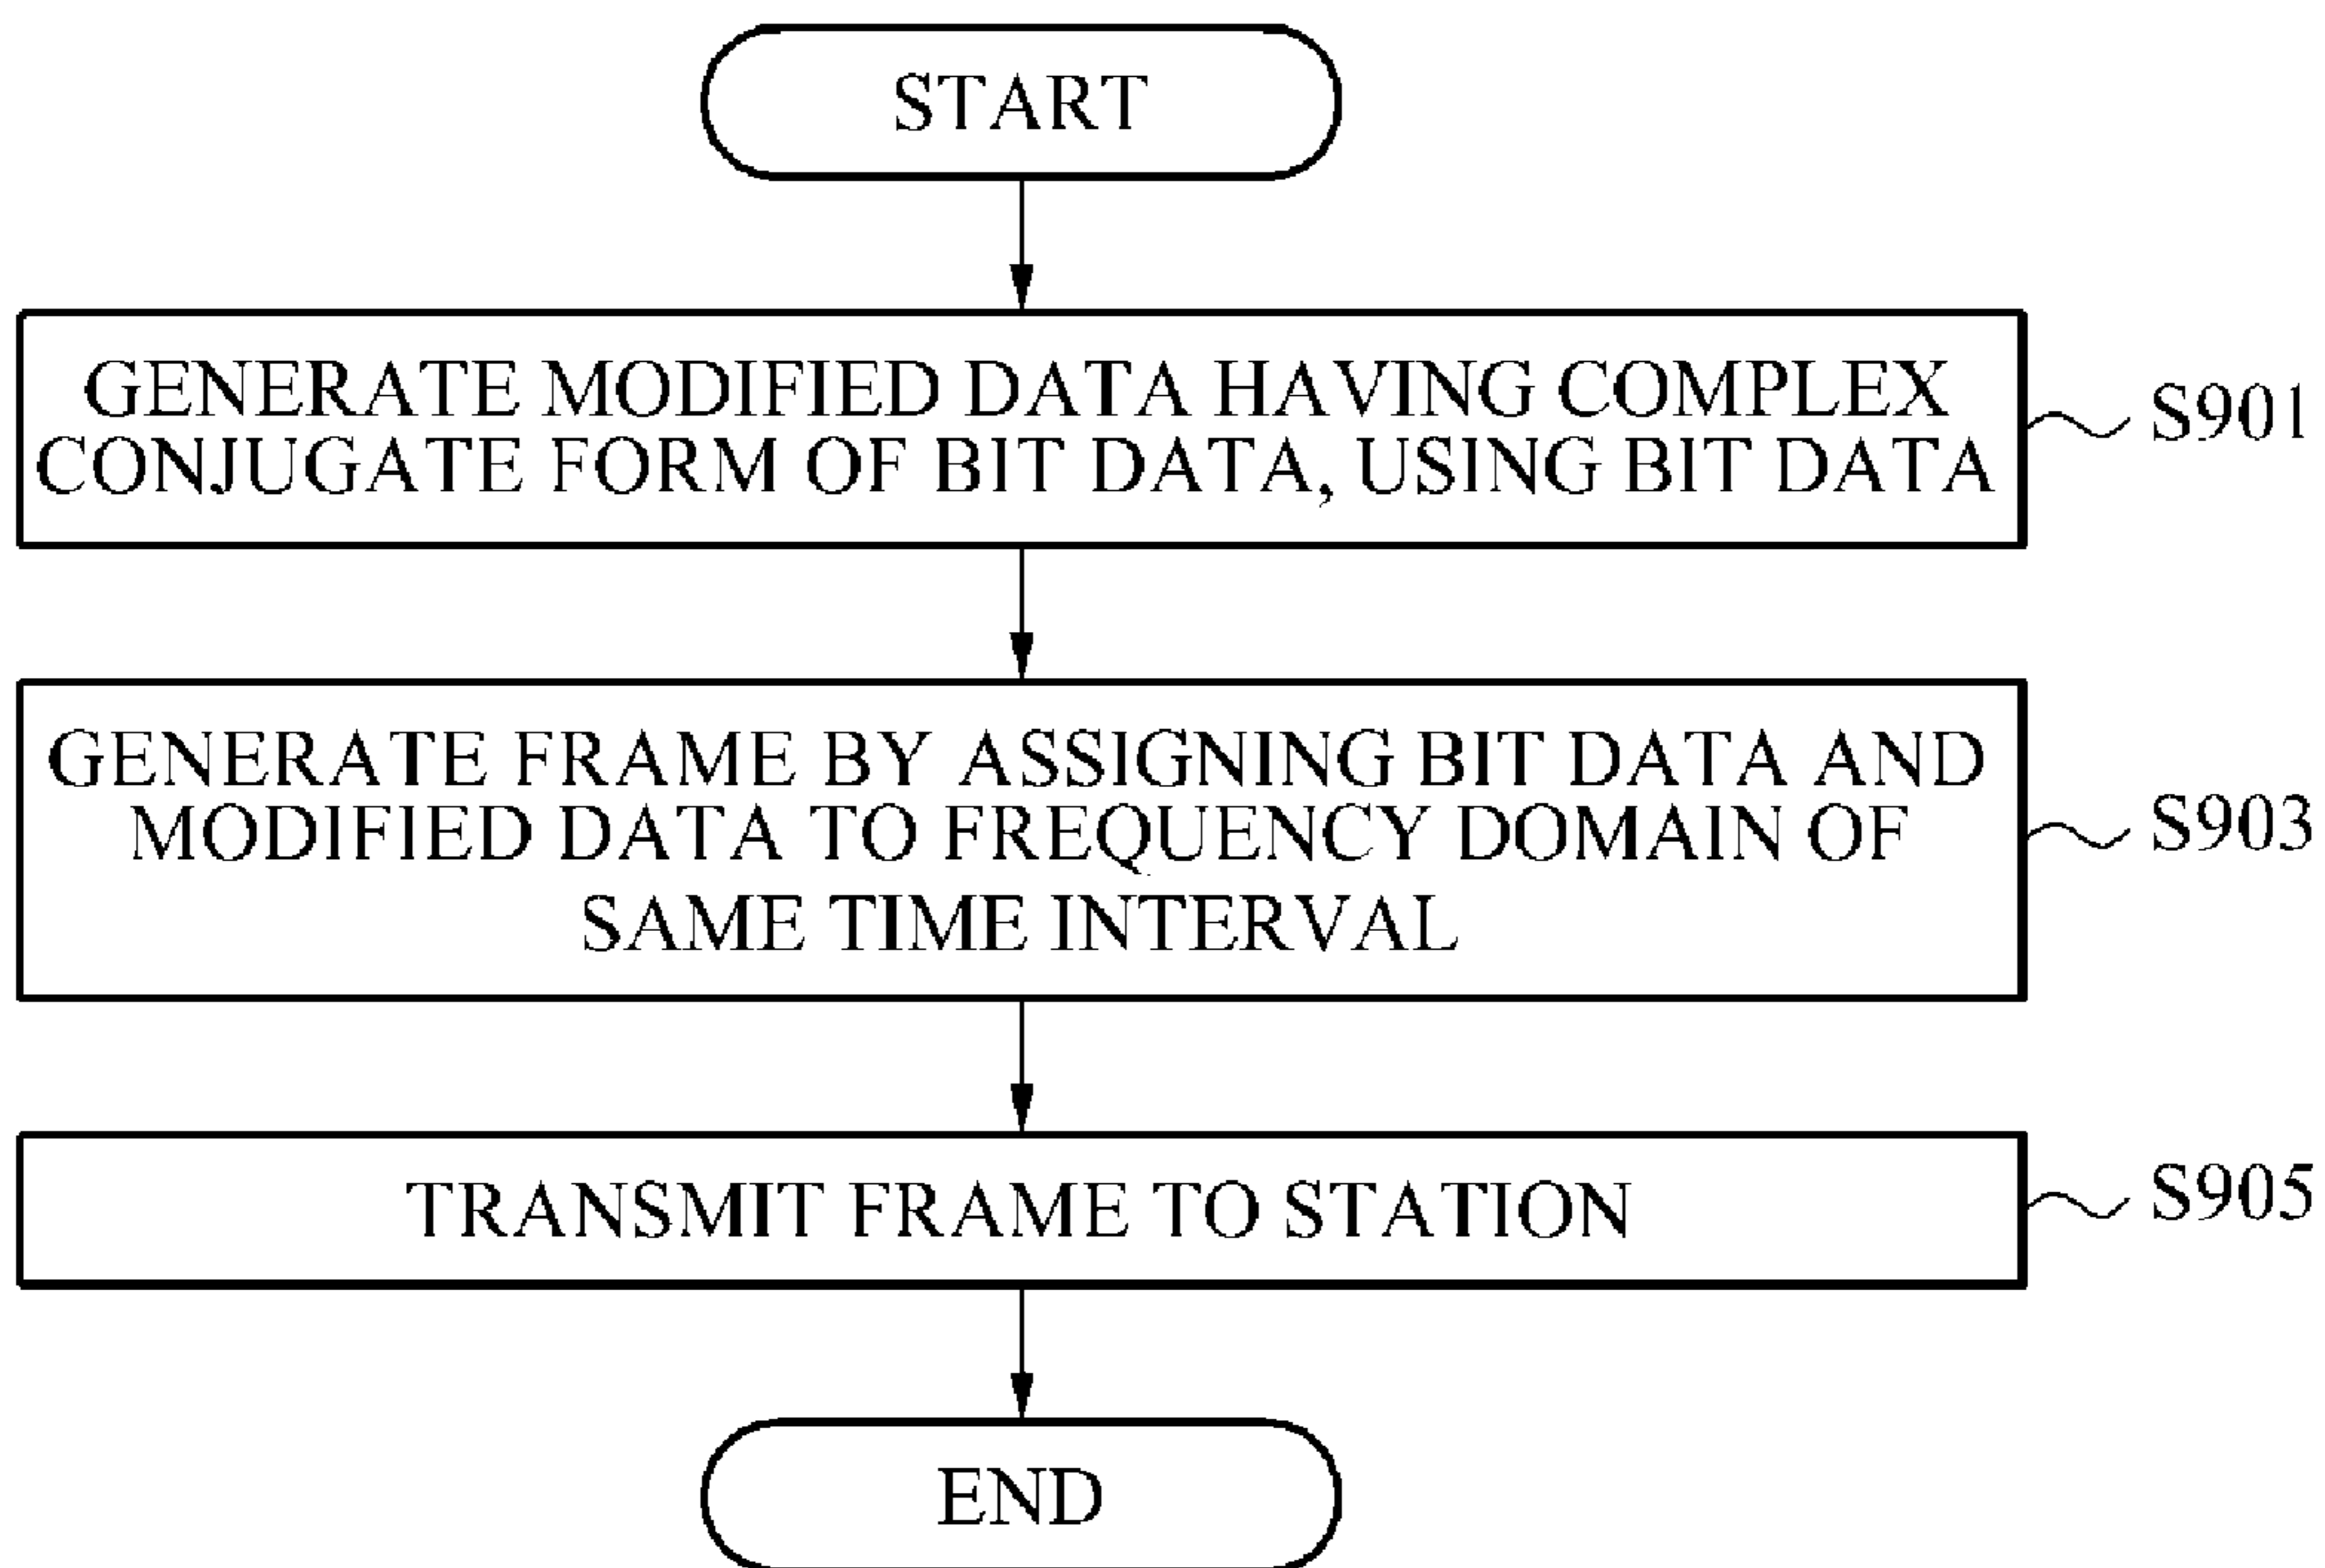 START
GENERATE MODIFIED DATA HAVING COMPLEX
CONJUGATE FORM OF BIT DATA, USING BIT DATA
S901
GENERATE FRAME BY ASSIGNING BIT DATA AND
MODIFIED DATA TO FREQUENCY DOMAIN OF
SAME TIME INTERVAL
S903
TRANSMIT FRAME TO STATION
S905
END